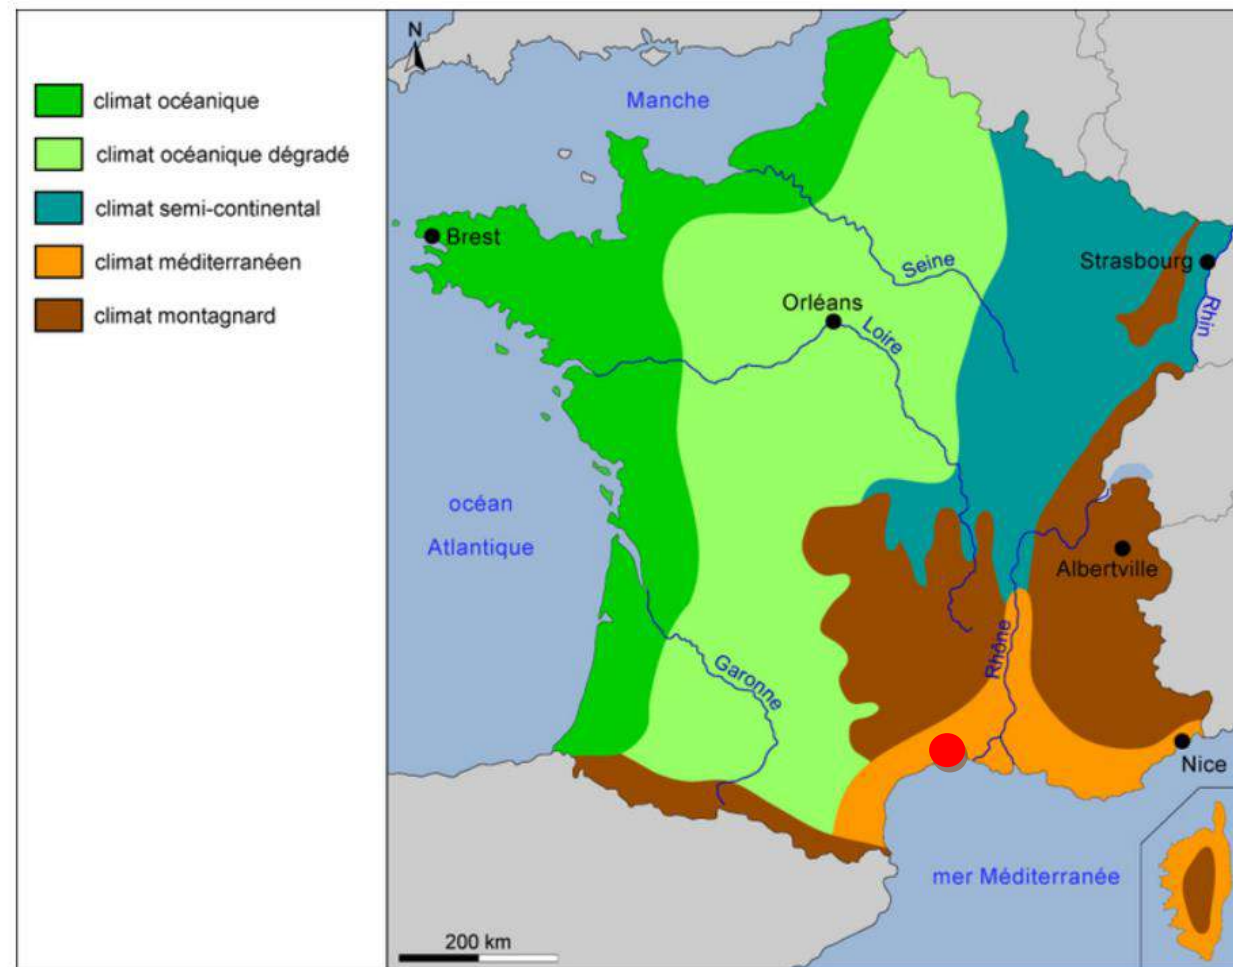 climat océanique
climat océanique dégradé
climat semi-continental
climat méditerranéen
climat montagnard
N
Manche
Brest
Seine
Strasbourg
Rhin
Orléans
Loire
océan
Atlantique
Albertville
Rhône
Garonne
Nice
mer Méditerranée
200 km